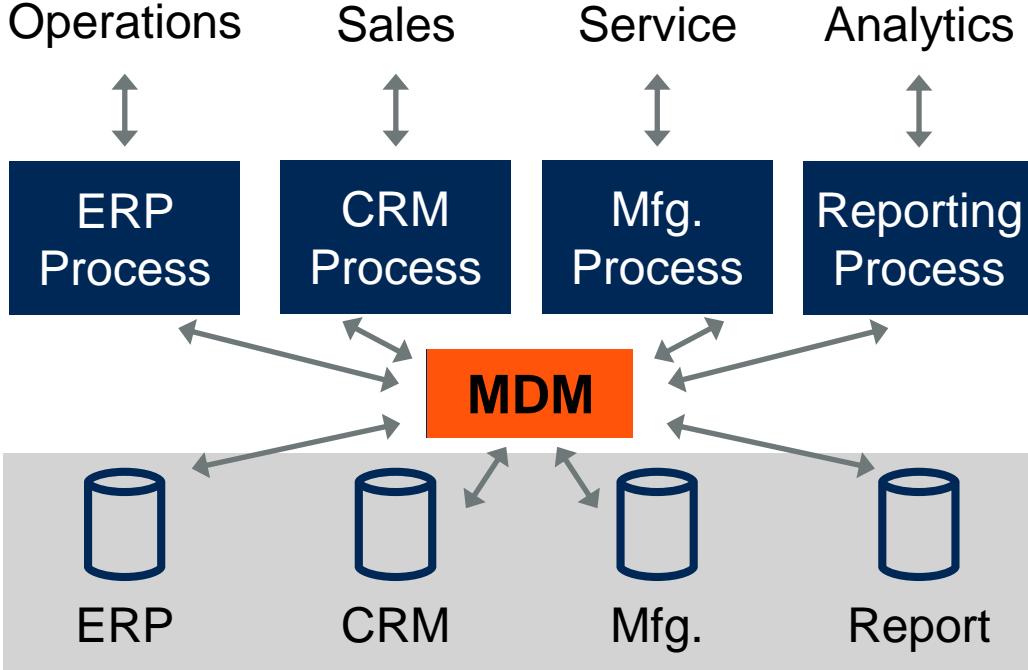 Operations Sales Service Analytics
ERP Process
CRM Process
Mfg. Process
Reporting Process
MDM
ERP CRM Mfg. Report